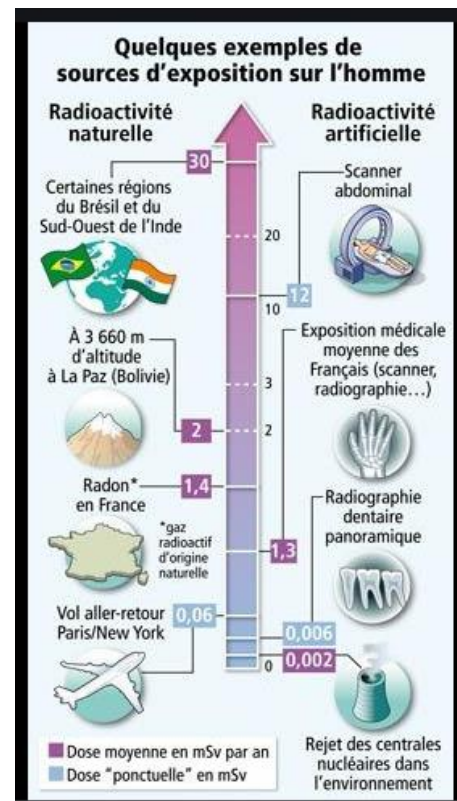 Quelques exemples de
sources d'exposition sur l'homme
Radioactivité
naturelle
30
Certaines régions
du Brésil et du
Sud-Ouest de l'Inde
À 3 660 m
d'altitude
à La Paz (Bolivie)
2
Radon*
en France
1,4
*gaz
radioactif
d'origine
naturelle
Vol aller-retour
Paris/New York
0,06
20
10
3
2
0
Radioactivité
artificielle
Scanner
abdominal
12
Exposition médicale
moyenne des
Français (scanner,
radiographie...)
1,3
Radiographie
dentaire
panoramique
0,006
0,002
Rejet des centrales
nucléaires dans
l'environnement
Dose moyenne en mSv par an
Dose "ponctuelle" en mSv